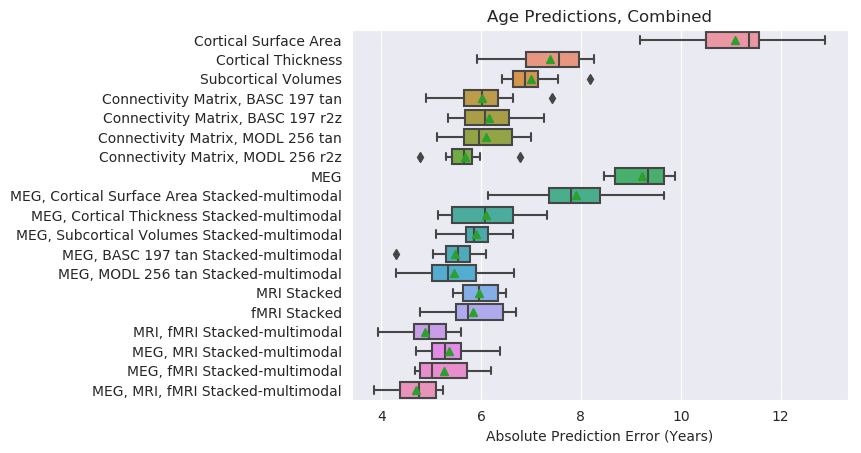 Age Predictions, Combined
Cortical Surface Area
Cortical Thickness
Subcortical Volumes
Connectivity Matrix, BASC 197 tan
Connectivity Matrix, BASC 197 r2z
Connectivity Matrix, MODL 256 tan
Connectivity Matrix, MODL 256 r2z
MEG
MEG, Cortical Surface Area Stacked-multimodal
MEG, Cortical Thickness Stacked-multimodal
MEG, Subcortical Volumes Stacked-multimodal
MEG, BASC 197 tan Stacked-multimodal
MEG, MODL 256 tan Stacked-multimodal
MRI Stacked
fMRI Stacked
MRI, fMRI Stacked-multimodal
MEG, MRI Stacked-multimodal
MEG, fMRI Stacked-multimodal
MEG, MRI, fMRI Stacked-multimodal
4 6 8 10 12
Absolute Prediction Error (Years)